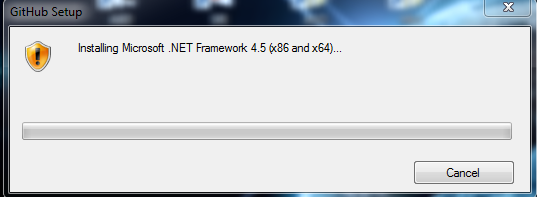 GitHub Setup
Installing Microsoft .NET Framework 4.5 (x86 and x64)...
Cancel